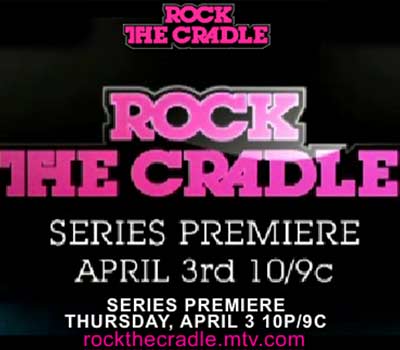 ROCK
THE CRADLE
ROCK
THE CRADLE
SERIES PREMIERE
APRIL 3rd 10/9c
SERIES PREMIERE
THURSDAY, APRIL 3 10P/9C
rockthecradle.mtv.com